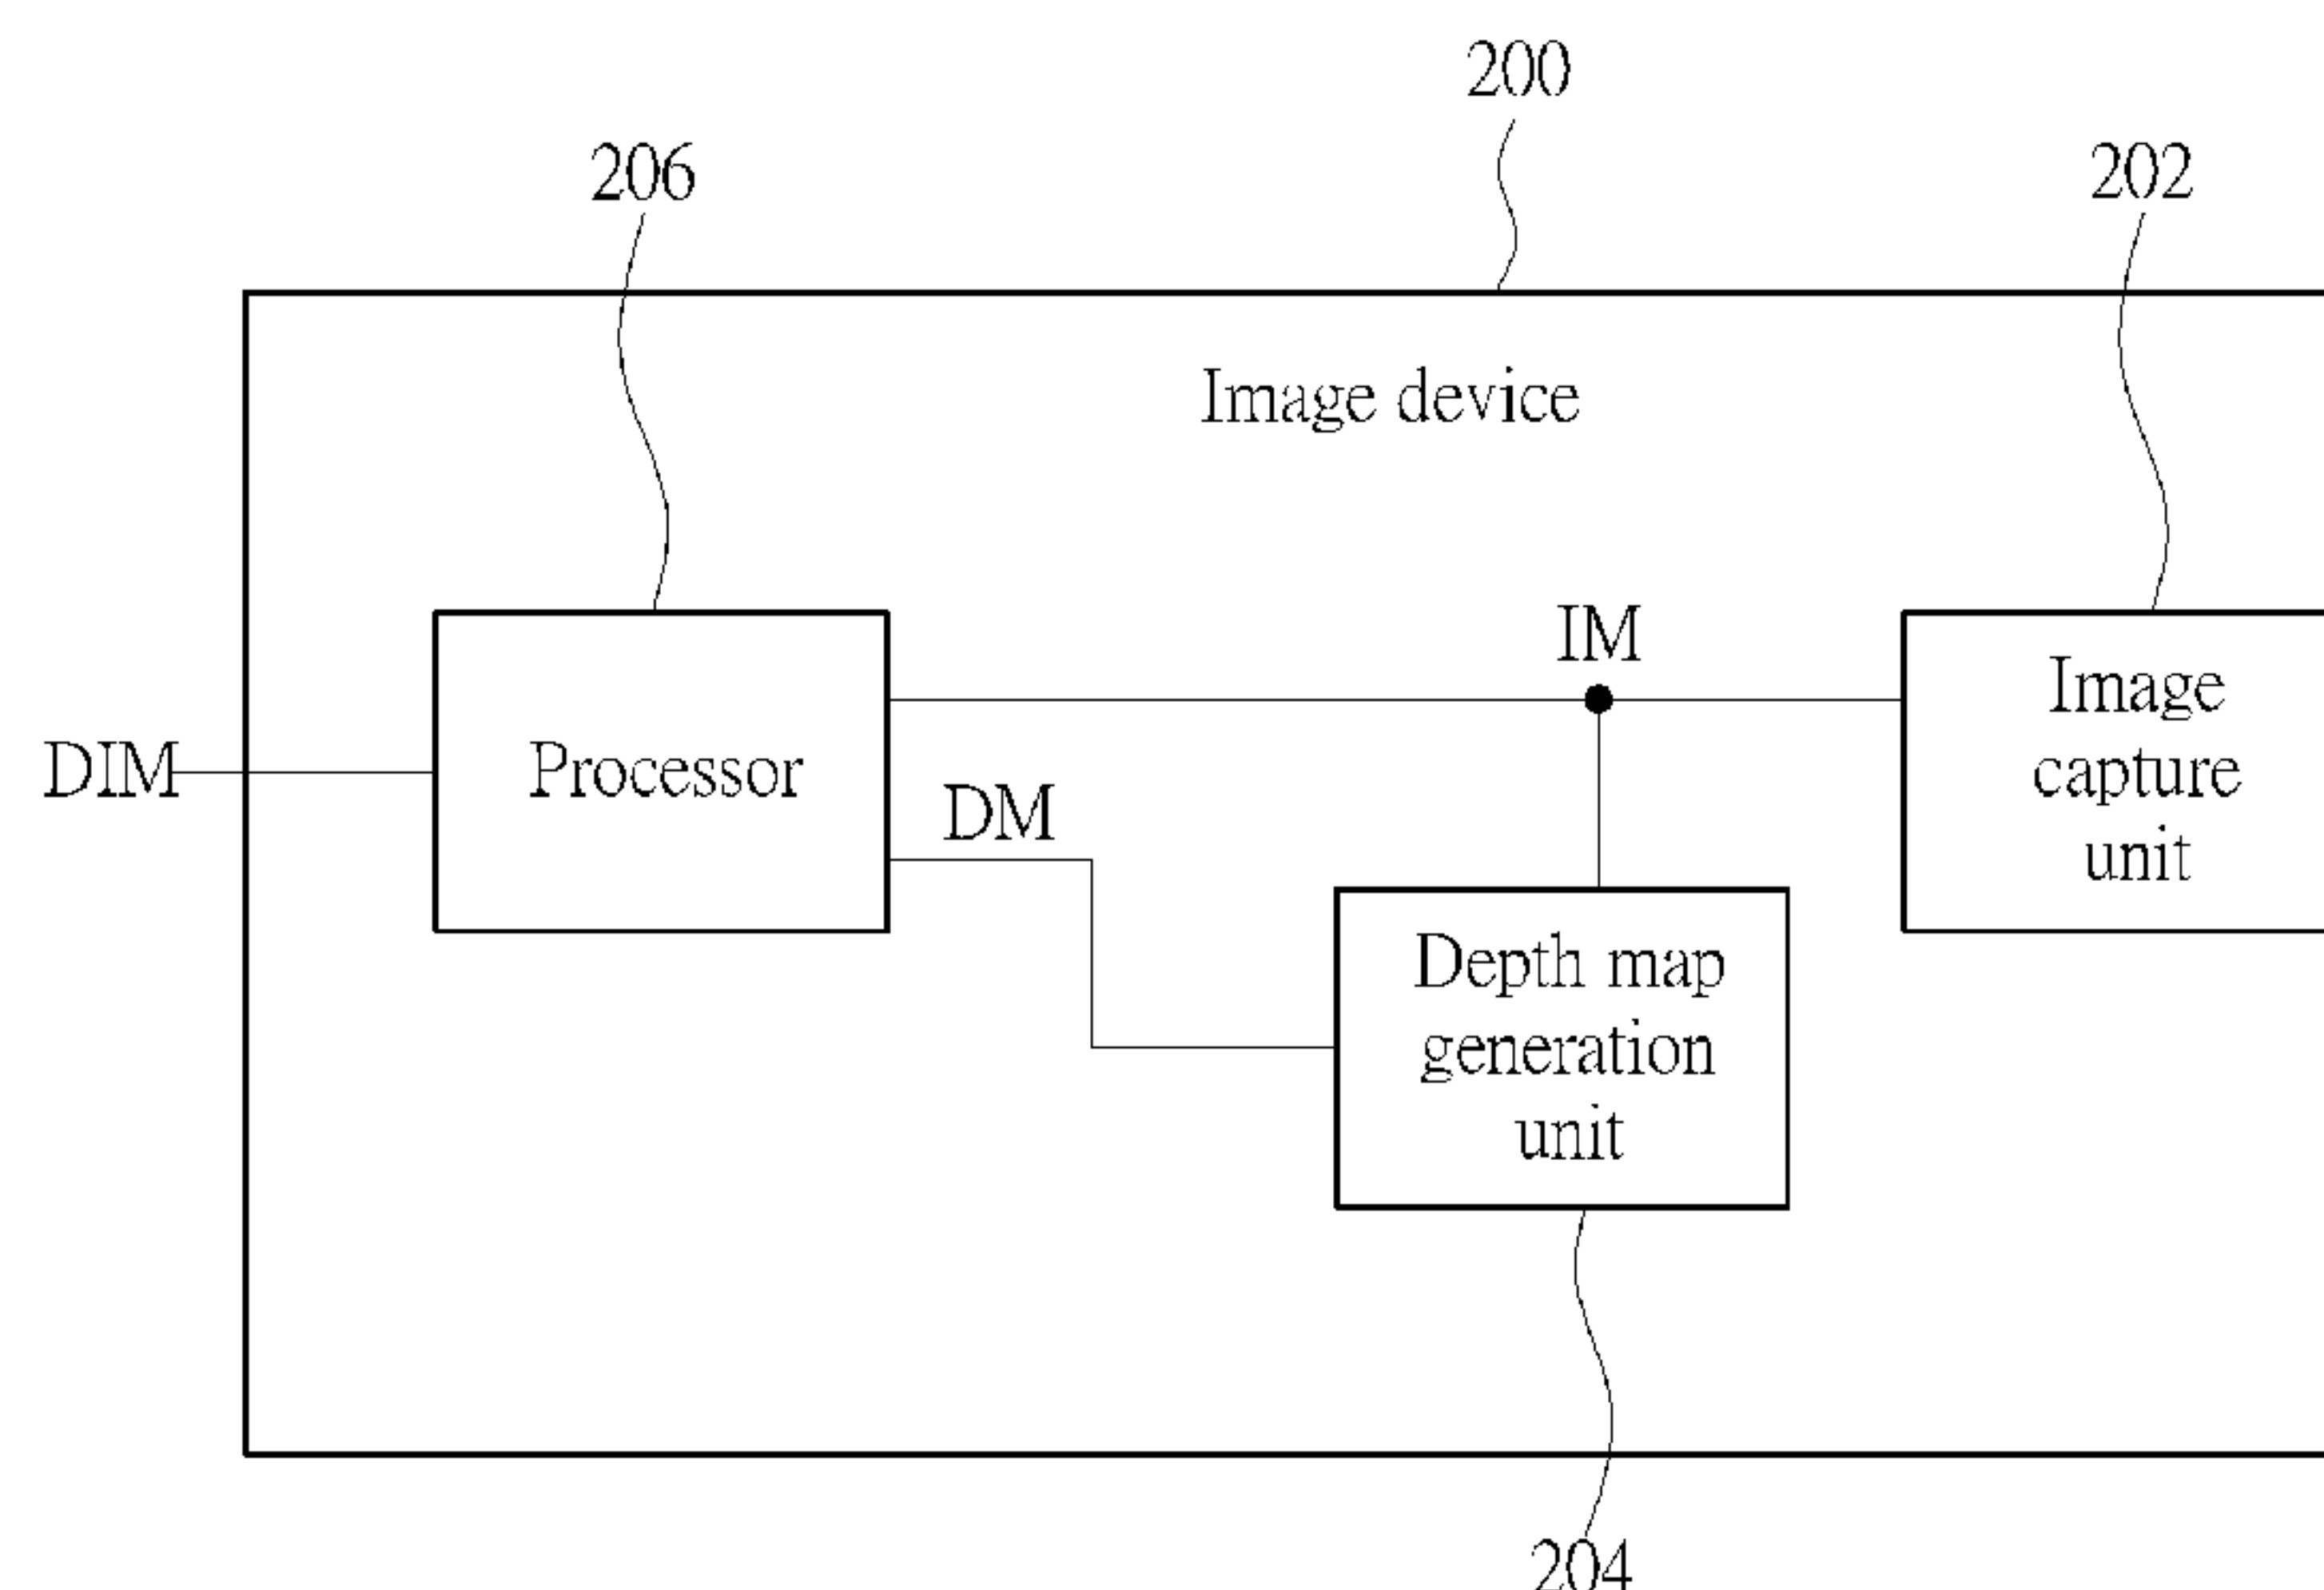 200
206
202
Image device
IM
Image
capture
unit
DIM
Processor
DM
Depth map
generation
unit
204